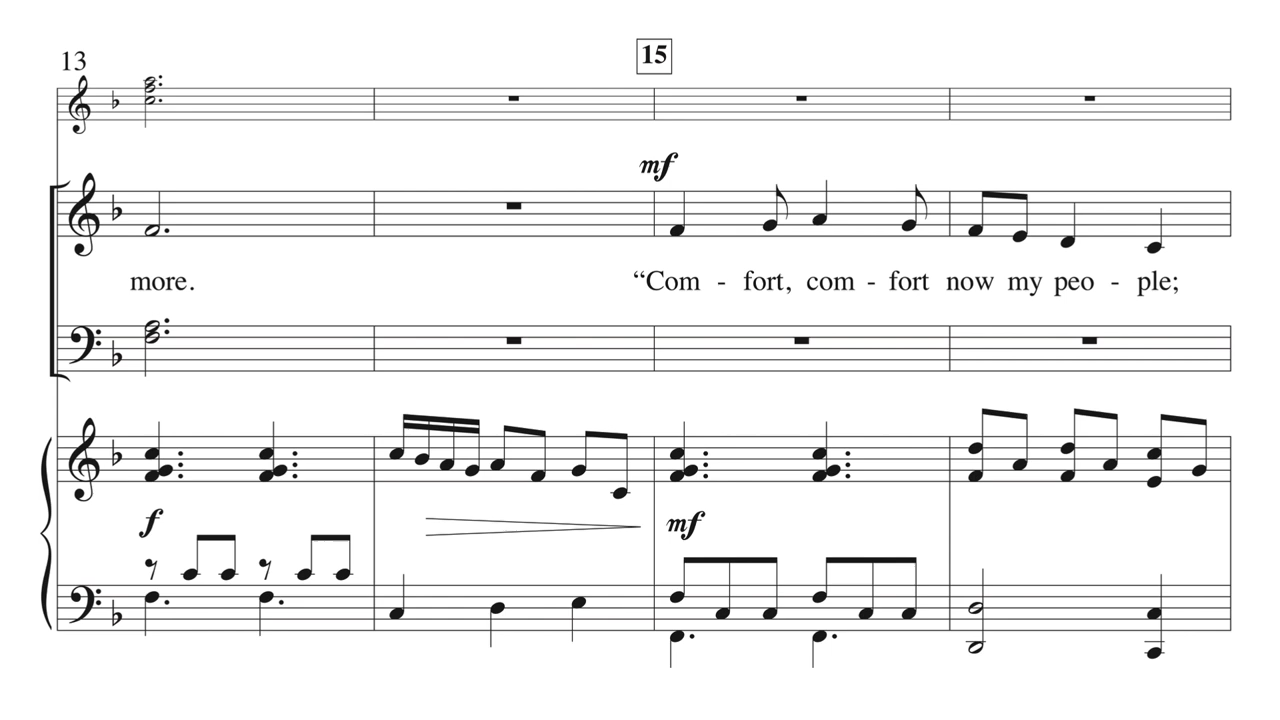 13
15
mf
more. “Com - fort, com - fort now my peo - ple;
f
mf